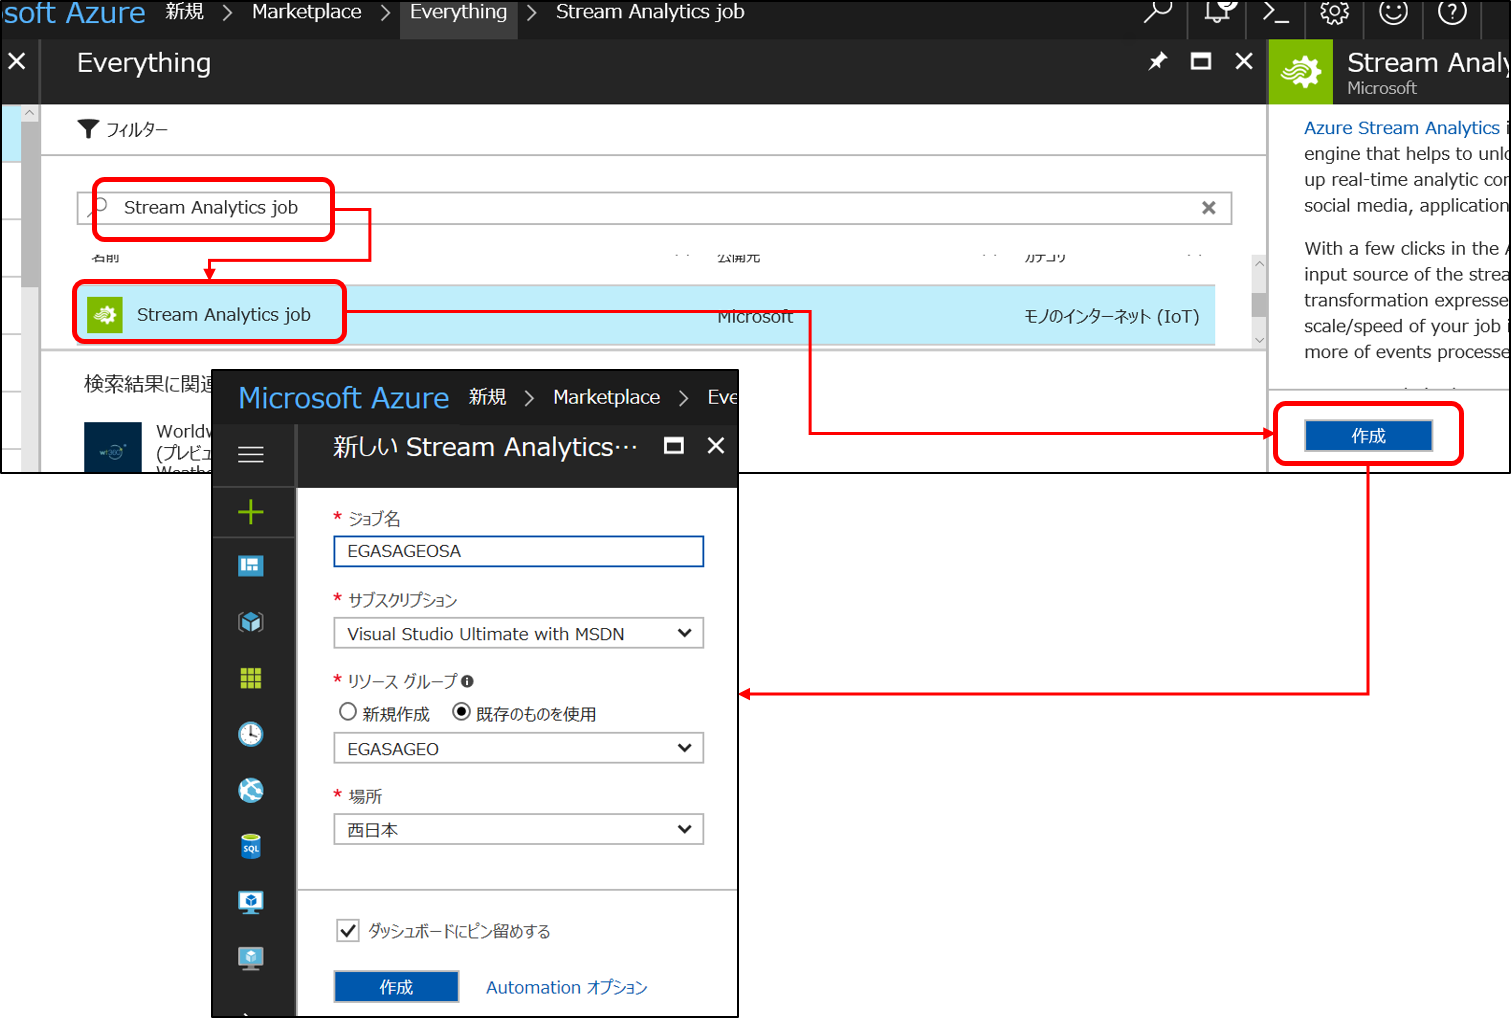 soft Azure 新規 > Marketplace > Everything > Stream Analytics job
Everything
Stream Analy
Microsoft
フィルター
Azure Stream Analytics i
engine that helps to unlo
up real-time analytic co
social media, application
Stream Analytics job
名前 公開元 カテゴリ
With a few clicks in the A
input source of the strea
transformation expresse
scale/speed of your job i
more of events processe
Stream Analytics job Microsoft モノのインターネット (IoT)
検索結果に関連
Worldw
(プレビュ
Weathe
作成
Microsoft Azure 新規 > Marketplace > Eve
新しい Stream Analytics…
* ジョブ名
EGASAGEOSA
* サブスクリプション
Visual Studio Ultimate with MSDN
* リソース グループ
新規作成 既存のものを使用
EGASAGEO
* 場所
西日本
SQL
ダッシュボードにピン留めする
作成 Automation オプション